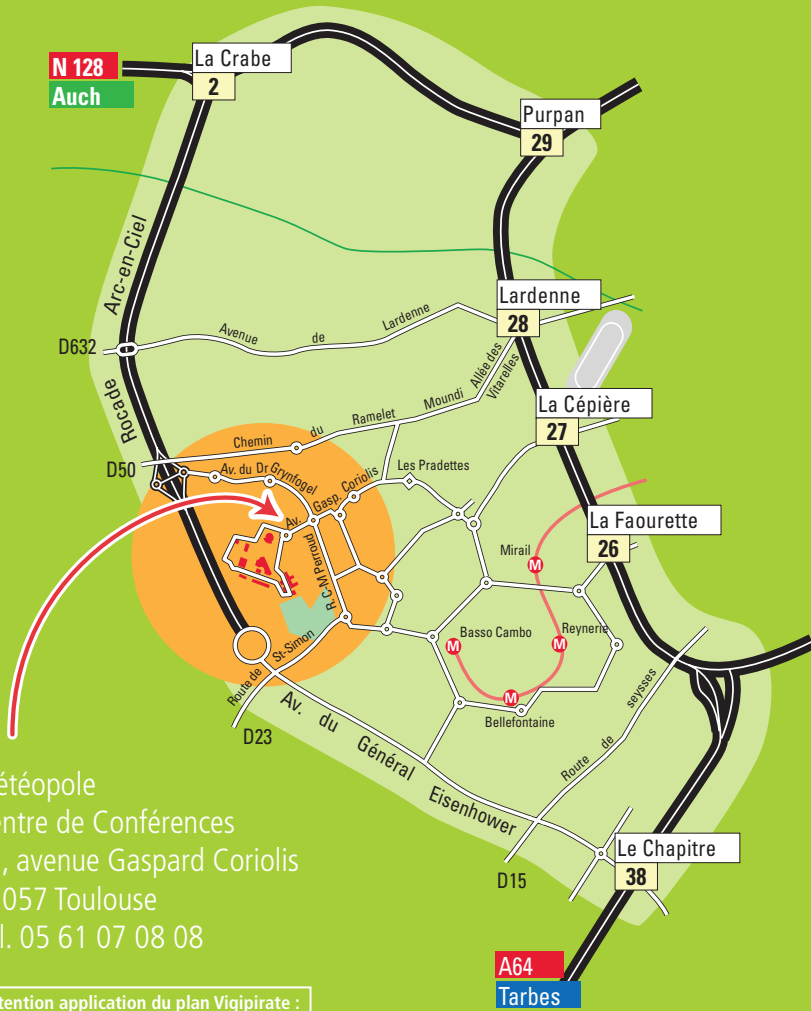 La Crabe
2
N 128
Auch
Purpan
29
Arc-en-Ciel
Rocade
Lardenne
28
D632
Avenue de Lardenne
Allée des Vitarelles
La Cépière
27
Chemin du Ramelet Moundi
D50
Av. du Dr Grynfogel
Av. Gasp. Coriolis
Les Pradettes
La Faourette
26
Mirail
M
R. C-M Perroud
Basso Cambo
M
Reynerie
M
M
Bellefontaine
Route de St-Simon
D23
Av. du Général Eisenhower
Route de seysses
D15
Le Chapitre
38
A64
Tarbes
étéopole
entre de Conférences
, avenue Gaspard Coriolis
057 Toulouse
l. 05 61 07 08 08
tention application du plan Vigipirate :